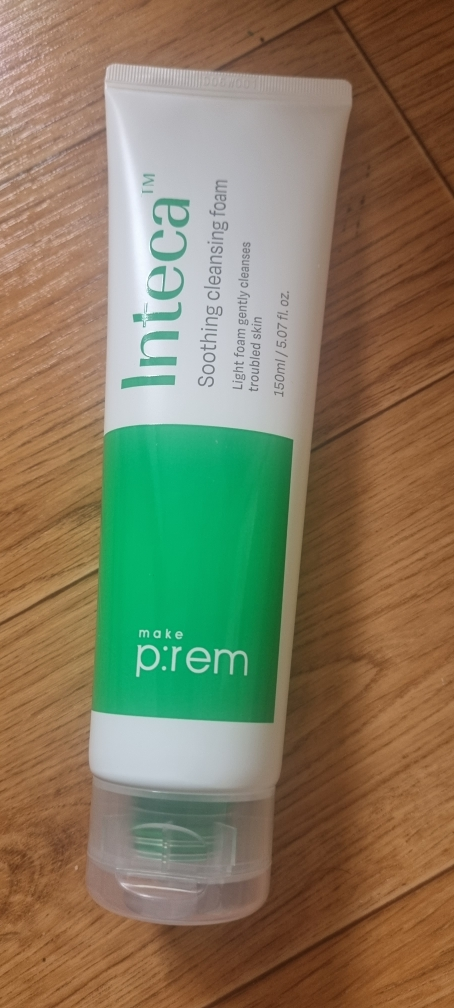 Inteca™
Soothing cleansing foam
Light foam gently cleanses
troubled skin
150ml / 5.07 fl. oz.
make
p:rem